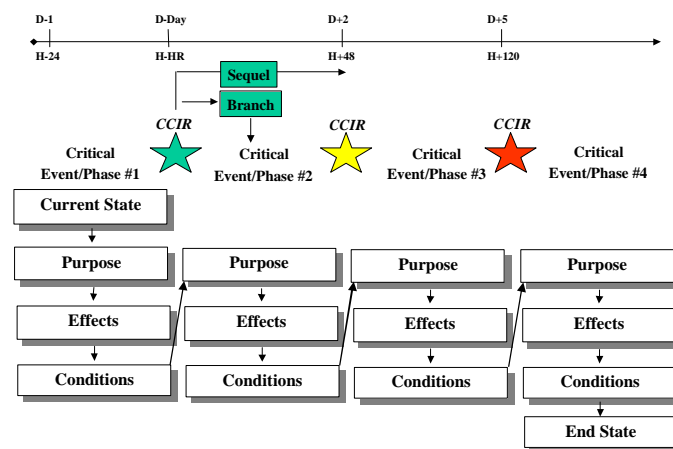 D-1 D-Day D+2 D+5
H-24 H-HR H+48 H+120
Sequel
Branch
CCIR CCIR CCIR
Critical Event/Phase #1
Critical Event/Phase #2
Critical Event/Phase #3
Critical Event/Phase #4
Current State
Purpose Purpose Purpose Purpose
Effects Effects Effects Effects
Conditions Conditions Conditions Conditions
End State